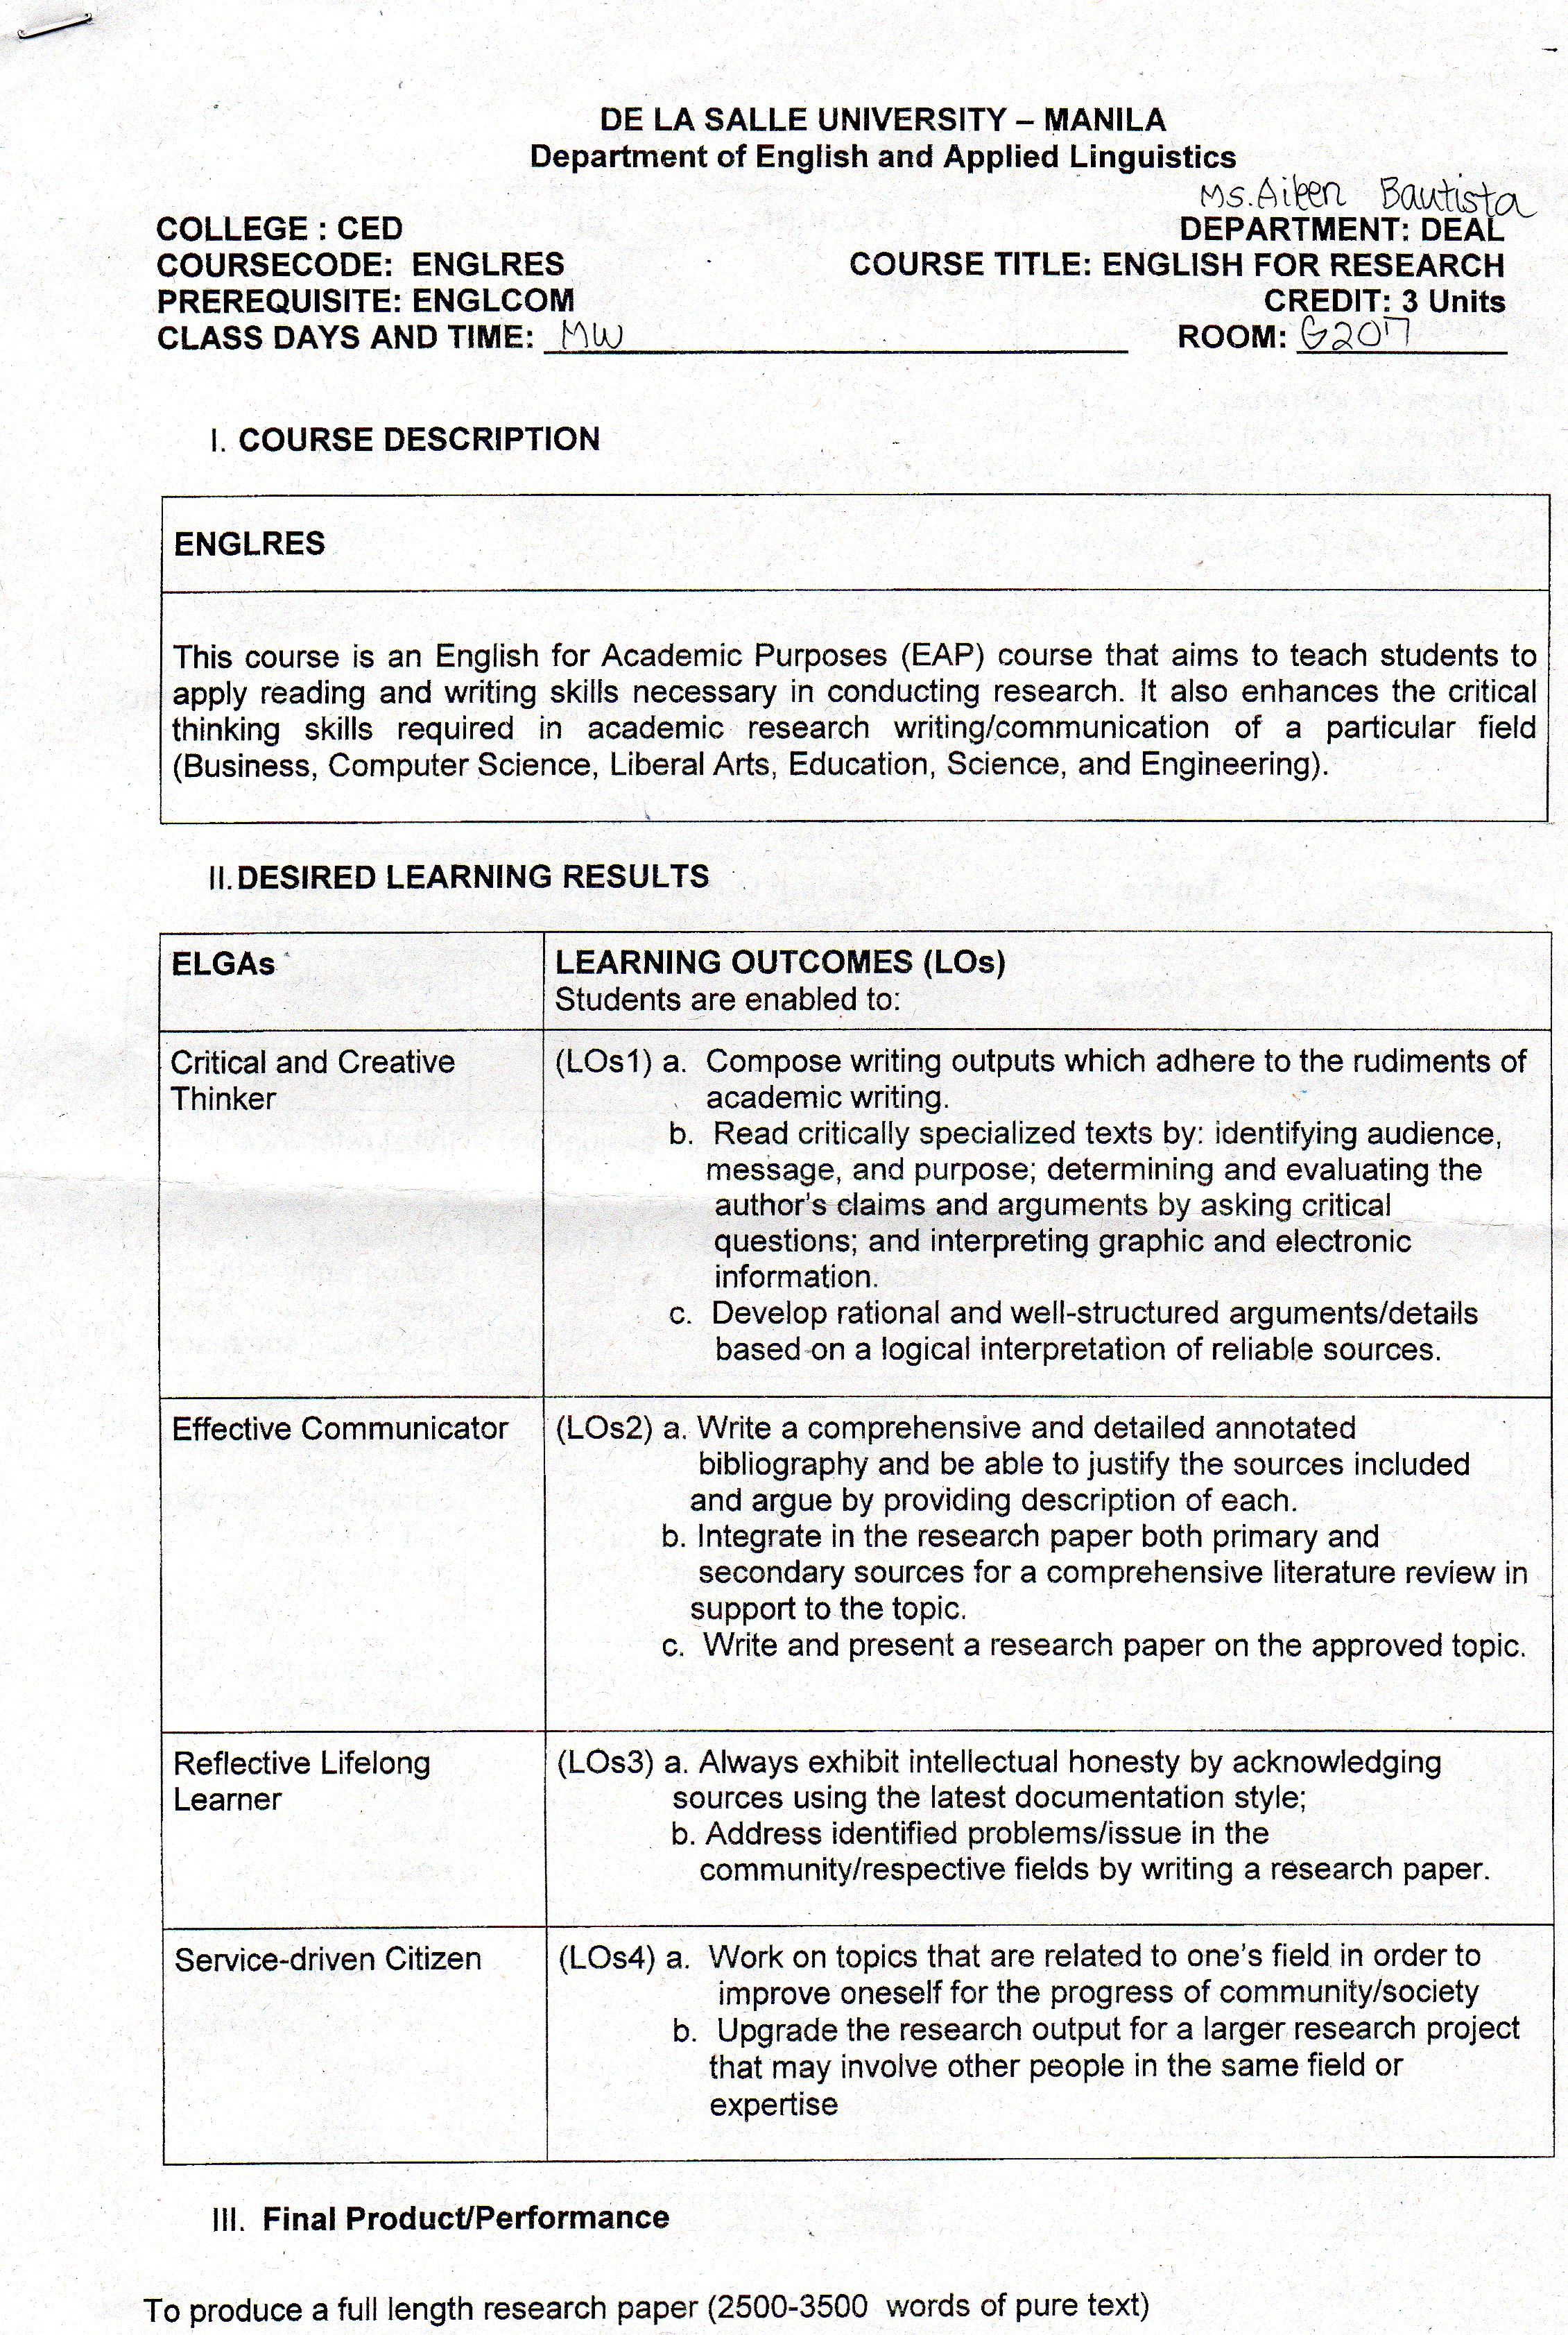 DE LA SALLE UNIVERSITY – MANILA
Department of English and Applied Linguistics
Ms. Aileen Bautista
COLLEGE : CED DEPARTMENT: DEAL
COURSECODE: ENGLRES COURSE TITLE: ENGLISH FOR RESEARCH
PREREQUISITE: ENGLCOM CREDIT: 3 Units
CLASS DAYS AND TIME: MW ROOM: G207
I. COURSE DESCRIPTION
ENGLRES
This course is an English for Academic Purposes (EAP) course that aims to teach students to
apply reading and writing skills necessary in conducting research. It also enhances the critical
thinking skills required in academic research writing/communication of a particular field
(Business, Computer Science, Liberal Arts, Education, Science, and Engineering).
II. DESIRED LEARNING RESULTS
ELGAs LEARNING OUTCOMES (LOs)
Students are enabled to:
Critical and Creative
Thinker
(LOs1) a. Compose writing outputs which adhere to the rudiments of
academic writing.
b. Read critically specialized texts by: identifying audience,
message, and purpose; determining and evaluating the
author's claims and arguments by asking critical
questions; and interpreting graphic and electronic
information.
c. Develop rational and well-structured arguments/details
based on a logical interpretation of reliable sources.
Effective Communicator
(LOs2) a. Write a comprehensive and detailed annotated
bibliography and be able to justify the sources included
and argue by providing description of each.
b. Integrate in the research paper both primary and
secondary sources for a comprehensive literature review in
support to the topic.
c. Write and present a research paper on the approved topic.
Reflective Lifelong
Learner
(LOs3) a. Always exhibit intellectual honesty by acknowledging
sources using the latest documentation style;
b. Address identified problems/issue in the
community/respective fields by writing a research paper.
Service-driven Citizen
(LOs4) a. Work on topics that are related to one's field in order to
improve oneself for the progress of community/society
b. Upgrade the research output for a larger research project
that may involve other people in the same field or
expertise
III. Final Product/Performance
To produce a full length research paper (2500-3500 words of pure text)